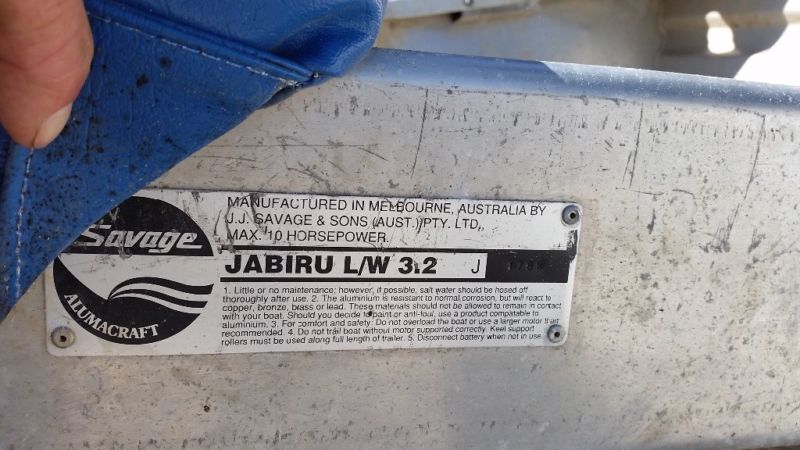 Savage
ALUMACRAFT
MANUFACTURED IN MELBOURNE, AUSTRALIA BY
J.J. SAVAGE & SONS (AUST.) PTY. LTD.
MAX. 10 HORSEPOWER
JABIRU L/W 3.2 J
1. Little or no maintenance; however, if possible, salt water should be hosed off
thoroughly after use. 2. The aluminium is resistant to normal corrosion, but will react to
copper, bronze, brass or lead. These materials should not be allowed to remain in contact
with your boat. Should you decide to paint or anti-foul, use a product compatable to
aluminium. 3. For comfort and safety: Do not overload the boat or use a larger motor than
recommended. 4. Do not trail boat without motor supported correctly. Keel support
rollers must be used along full length of trailer. 5. Disconnect battery when not in use.